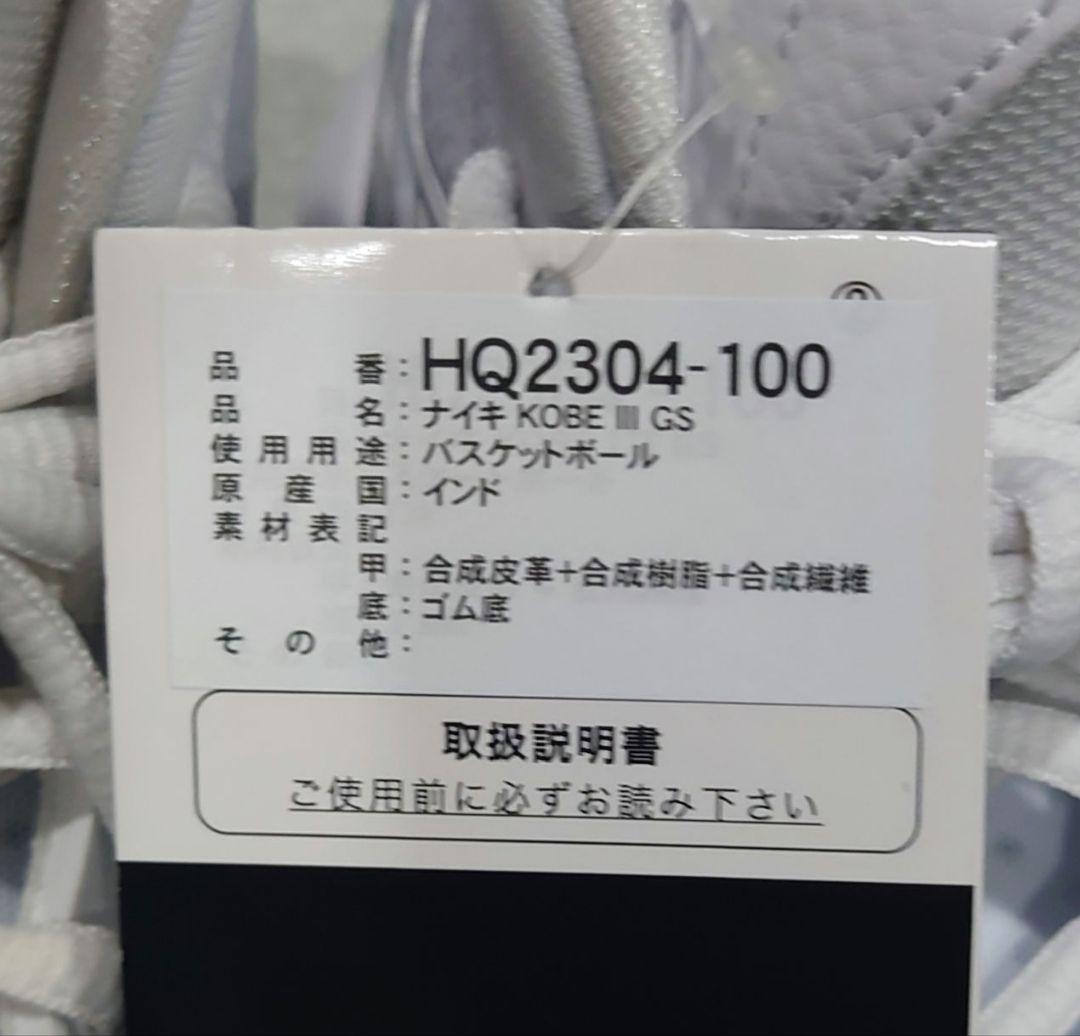 品番：HQ2304-100
品名：ナイキ KOBE III GS
使用用途：バスケットボール
原産国：インド
素材表記
甲：合成皮革+合成樹脂+合成繊維
底：ゴム底
その他：
取扱説明書
ご使用前に必ずお読み下さい